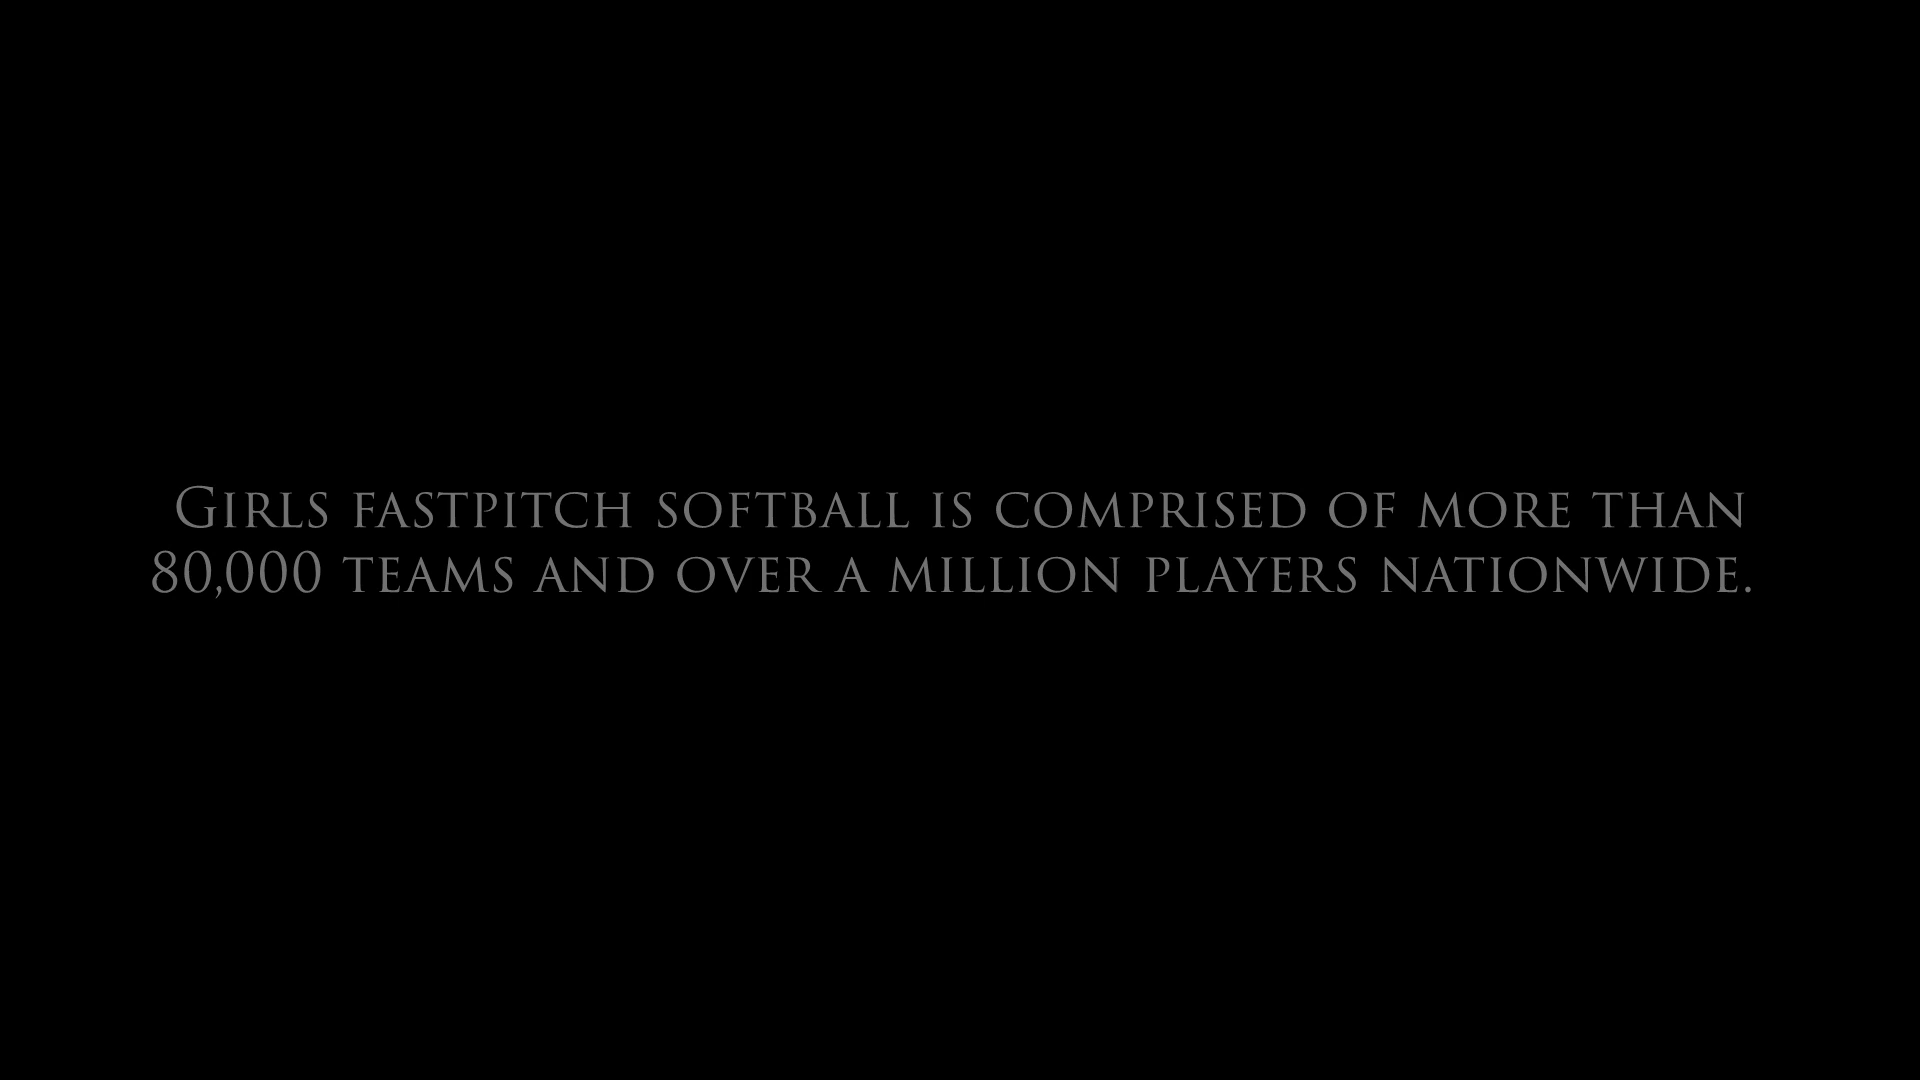 Girls fastpitch softball is comprised of more than
80,000 teams and over a million players nationwide.